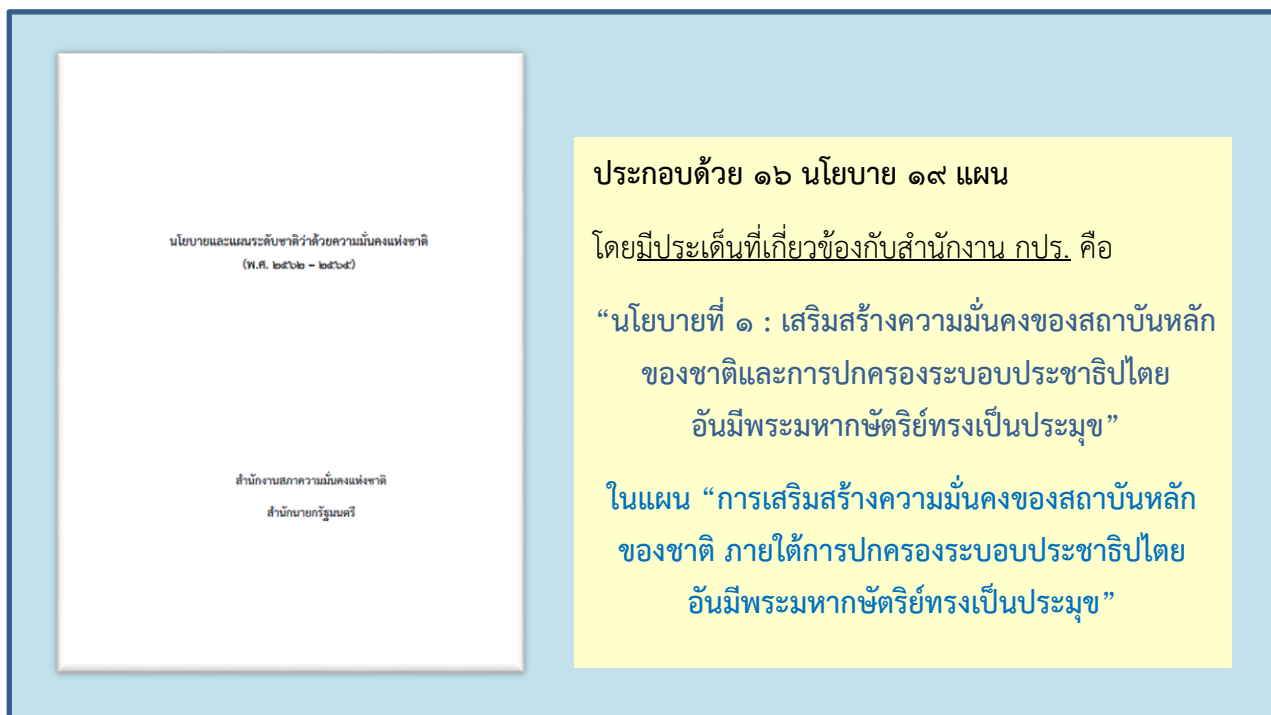 นโยบายและแผนระดับชาติว่าด้วยความมั่นคงแห่งชาติ
(พ.ศ. ๒๕๖๒ – ๒๕๖๕)
สำนักงานสภาความมั่นคงแห่งชาติ
สำนักนายกรัฐมนตรี
ประกอบด้วย ๑๖ นโยบาย ๑๙ แผน
โดยมีประเด็นที่เกี่ยวข้องกับสำนักงาน กปร. คือ
“นโยบายที่ ๑ : เสริมสร้างความมั่นคงของสถาบันหลัก
ของชาติและการปกครองระบอบประชาธิปไตย
อันมีพระมหากษัตริย์ทรงเป็นประมุข”
ในแผน “การเสริมสร้างความมั่นคงของสถาบันหลัก
ของชาติ ภายใต้การปกครองระบอบประชาธิปไตย
อันมีพระมหากษัตริย์ทรงเป็นประมุข”